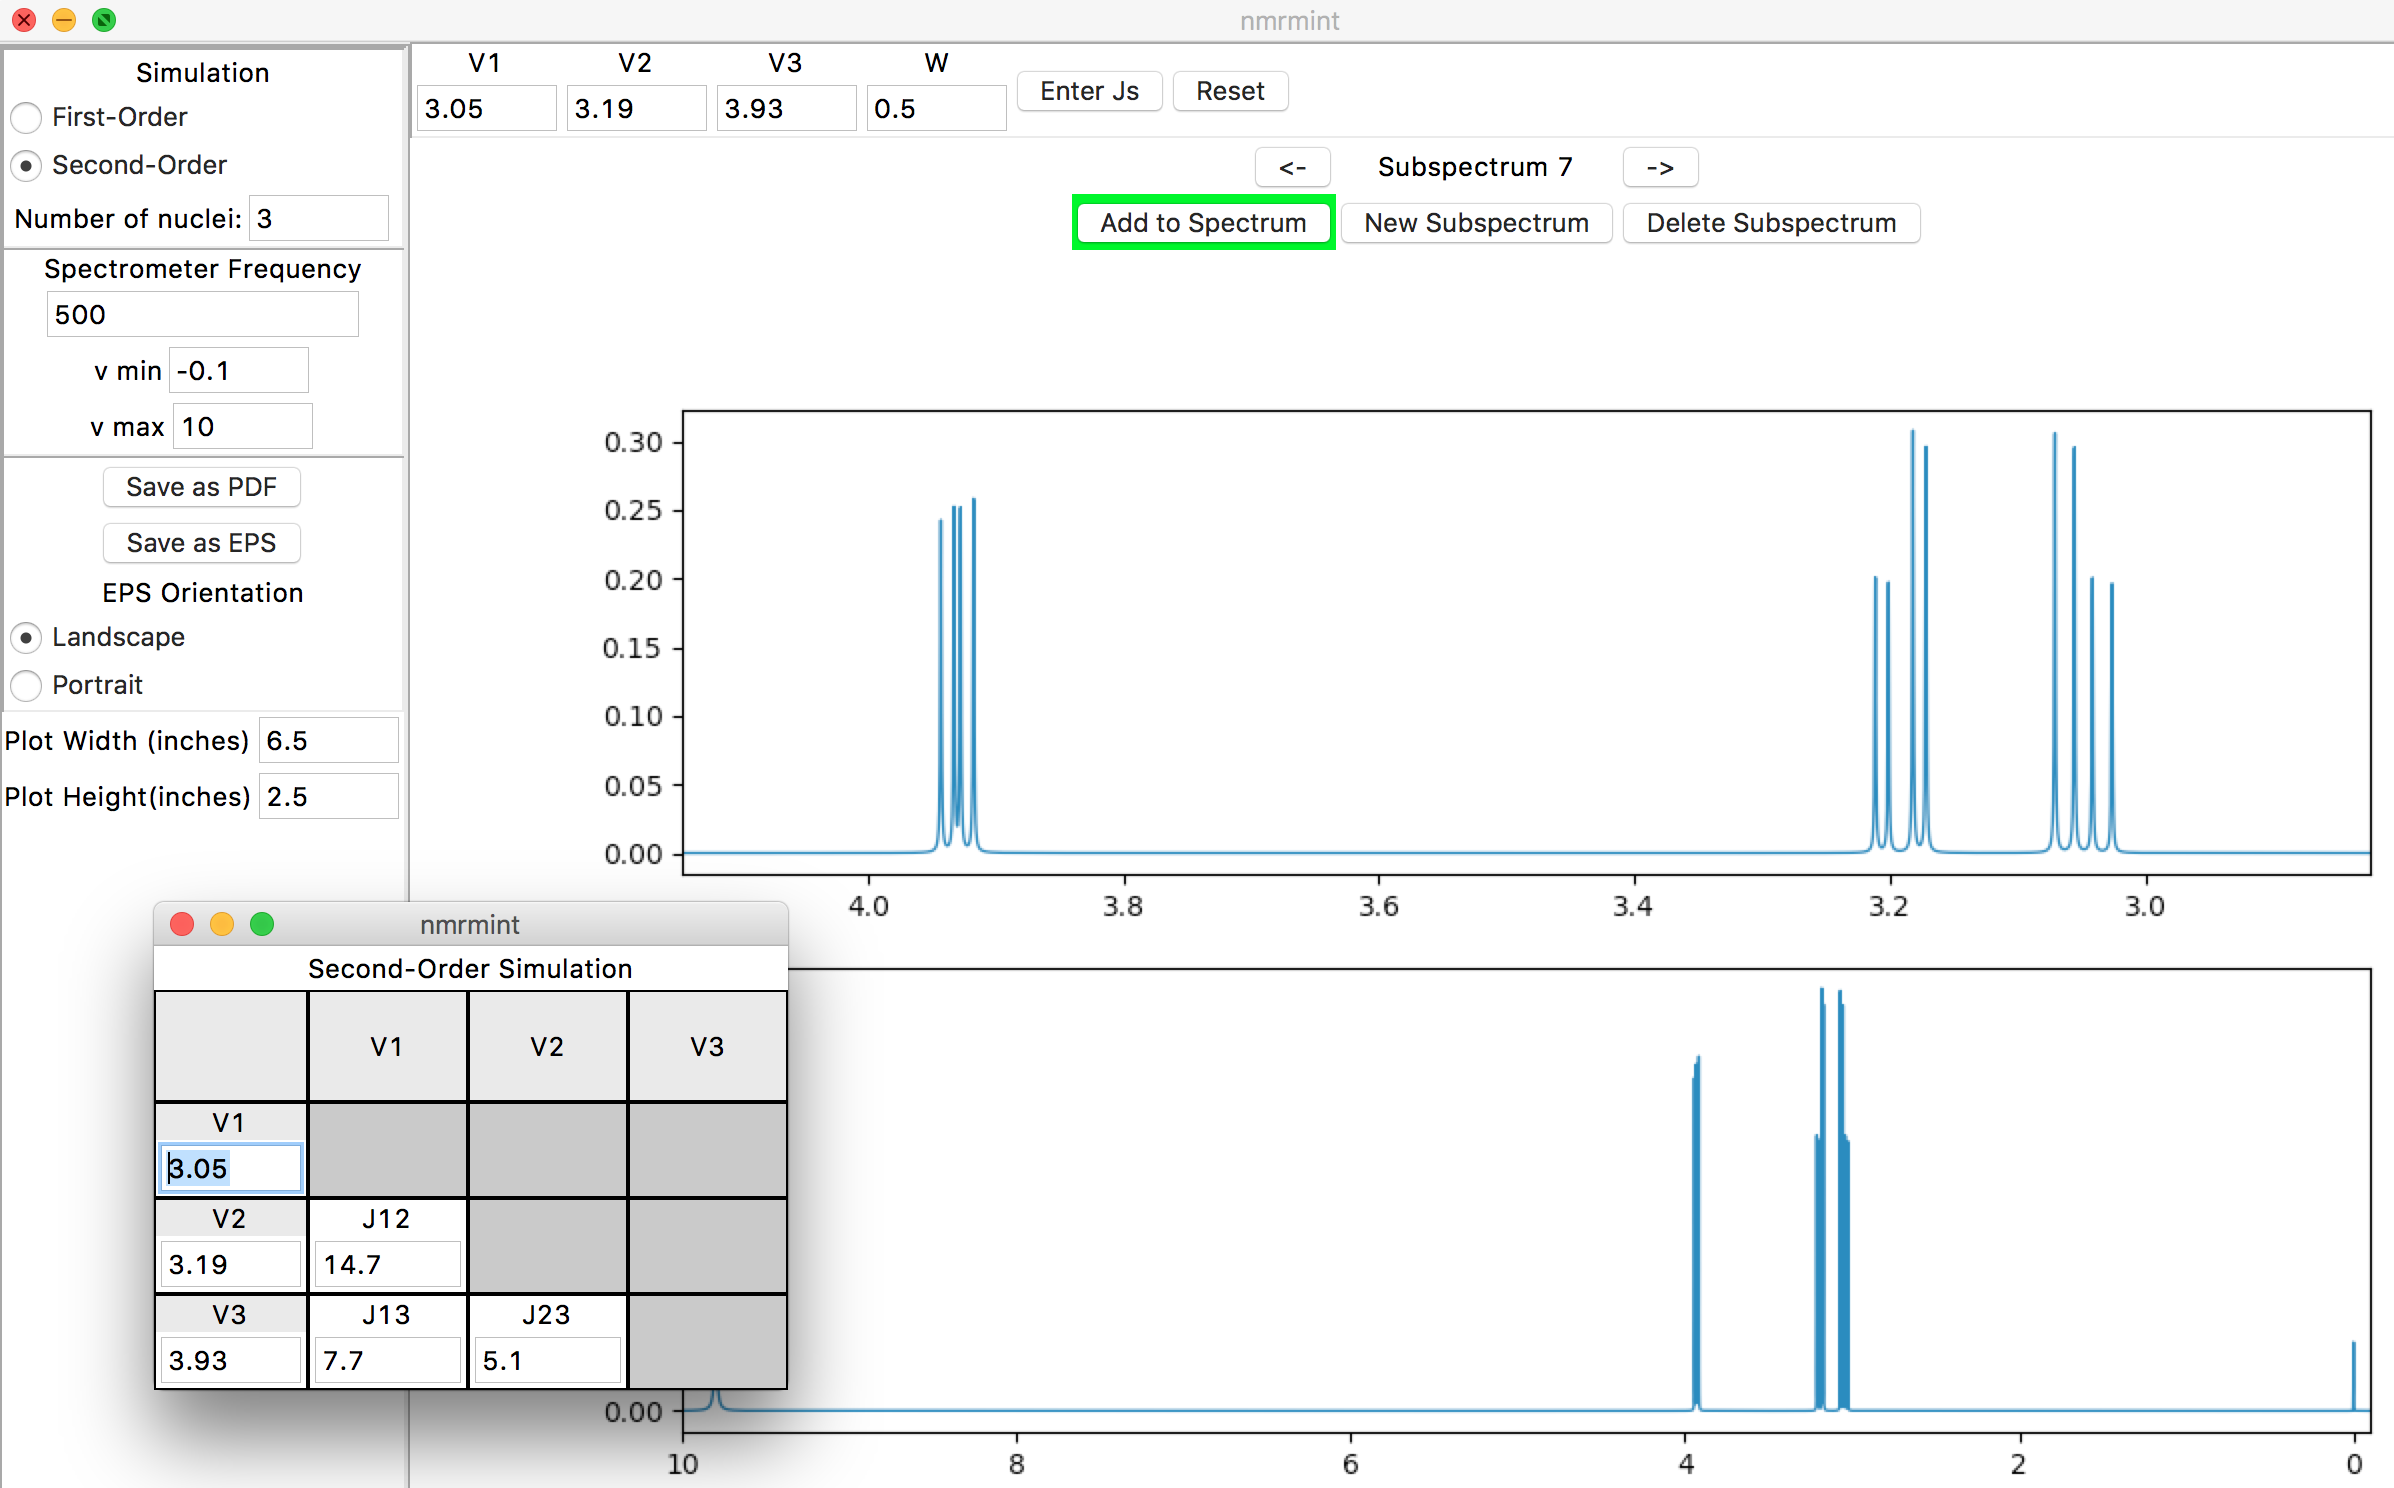 nmrmint
Simulation
First-Order
Second-Order
Number of nuclei: 3
Spectrometer Frequency
500
v min -0.1
v max 10
Save as PDF
Save as EPS
EPS Orientation
Landscape
Portrait
Plot Width (inches) 6.5
Plot Height(inches) 2.5
V1 V2 V3 W
3.05 3.19 3.93 0.5 Enter Js Reset
<- Subspectrum 7 ->
Add to Spectrum New Subspectrum Delete Subspectrum
0.30
0.25
0.20
0.15
0.10
0.05
0.00
4.0 3.8 3.6 3.4 3.2 3.0
nmrmint
Second-Order Simulation
V1 V2 V3
V1
3.05
V2 J12
3.19 14.7
V3 J13 J23
3.93 7.7 5.1
0.00
10 8 6 4 2 0